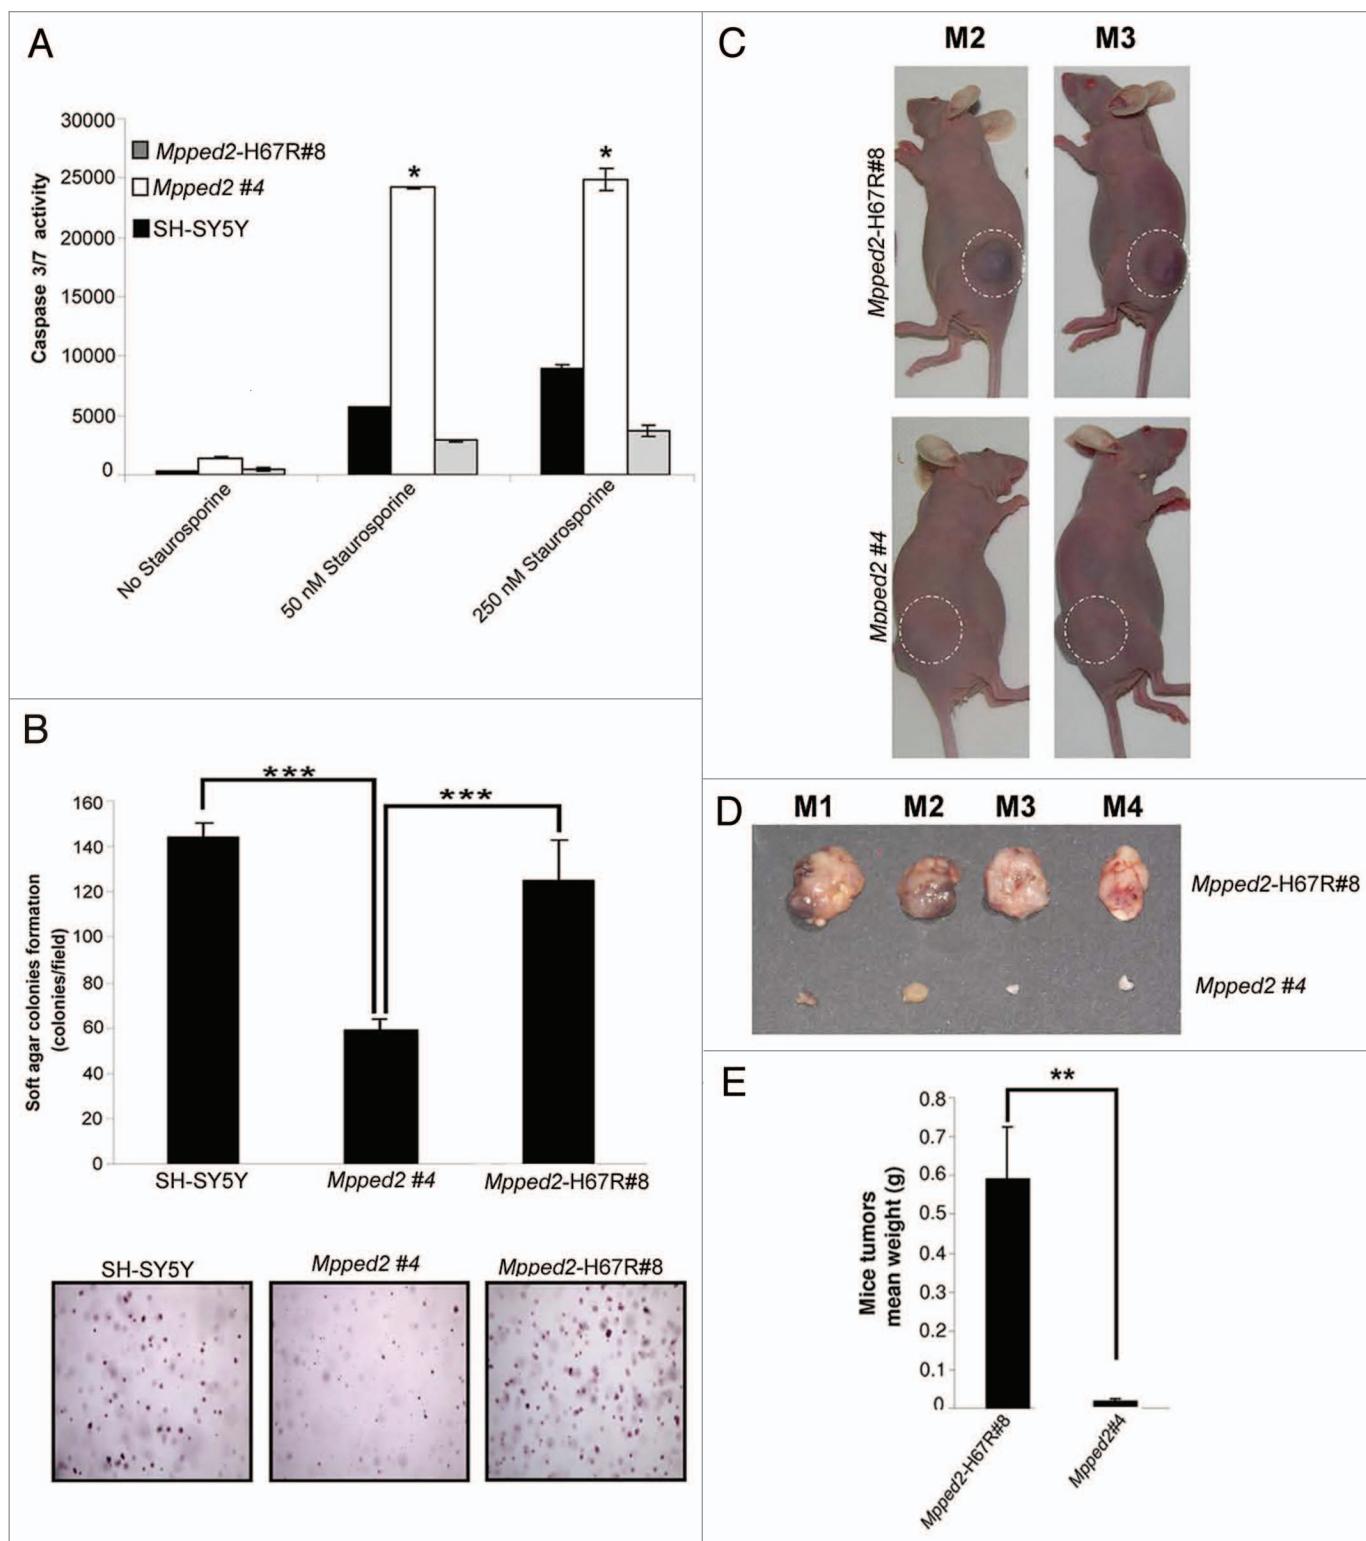 A
30000
25000
20000
15000
10000
5000
0
Caspase 3/7 activity
Mpped2-H67R#8
Mpped2 #4
SH-SY5Y
*
*
No Staurosporine
50 nM Staurosporine
250 nM Staurosporine
B
160
140
120
100
80
60
40
20
0
Soft agar colonies formation
(colonies/field)
***
***
SH-SY5Y
Mpped2 #4
Mpped2-H67R#8
SH-SY5Y
Mpped2 #4
Mpped2-H67R#8
C
M2
M3
Mpped2-H67R#8
Mpped2 #4
D
M1
M2
M3
M4
Mpped2-H67R#8
Mpped2 #4
E
0.8
0.7
0.6
0.5
0.4
0.3
0.2
0.1
0
Mice tumors
mean weight (g)
**
Mpped2-H67R#8
Mpped2#4